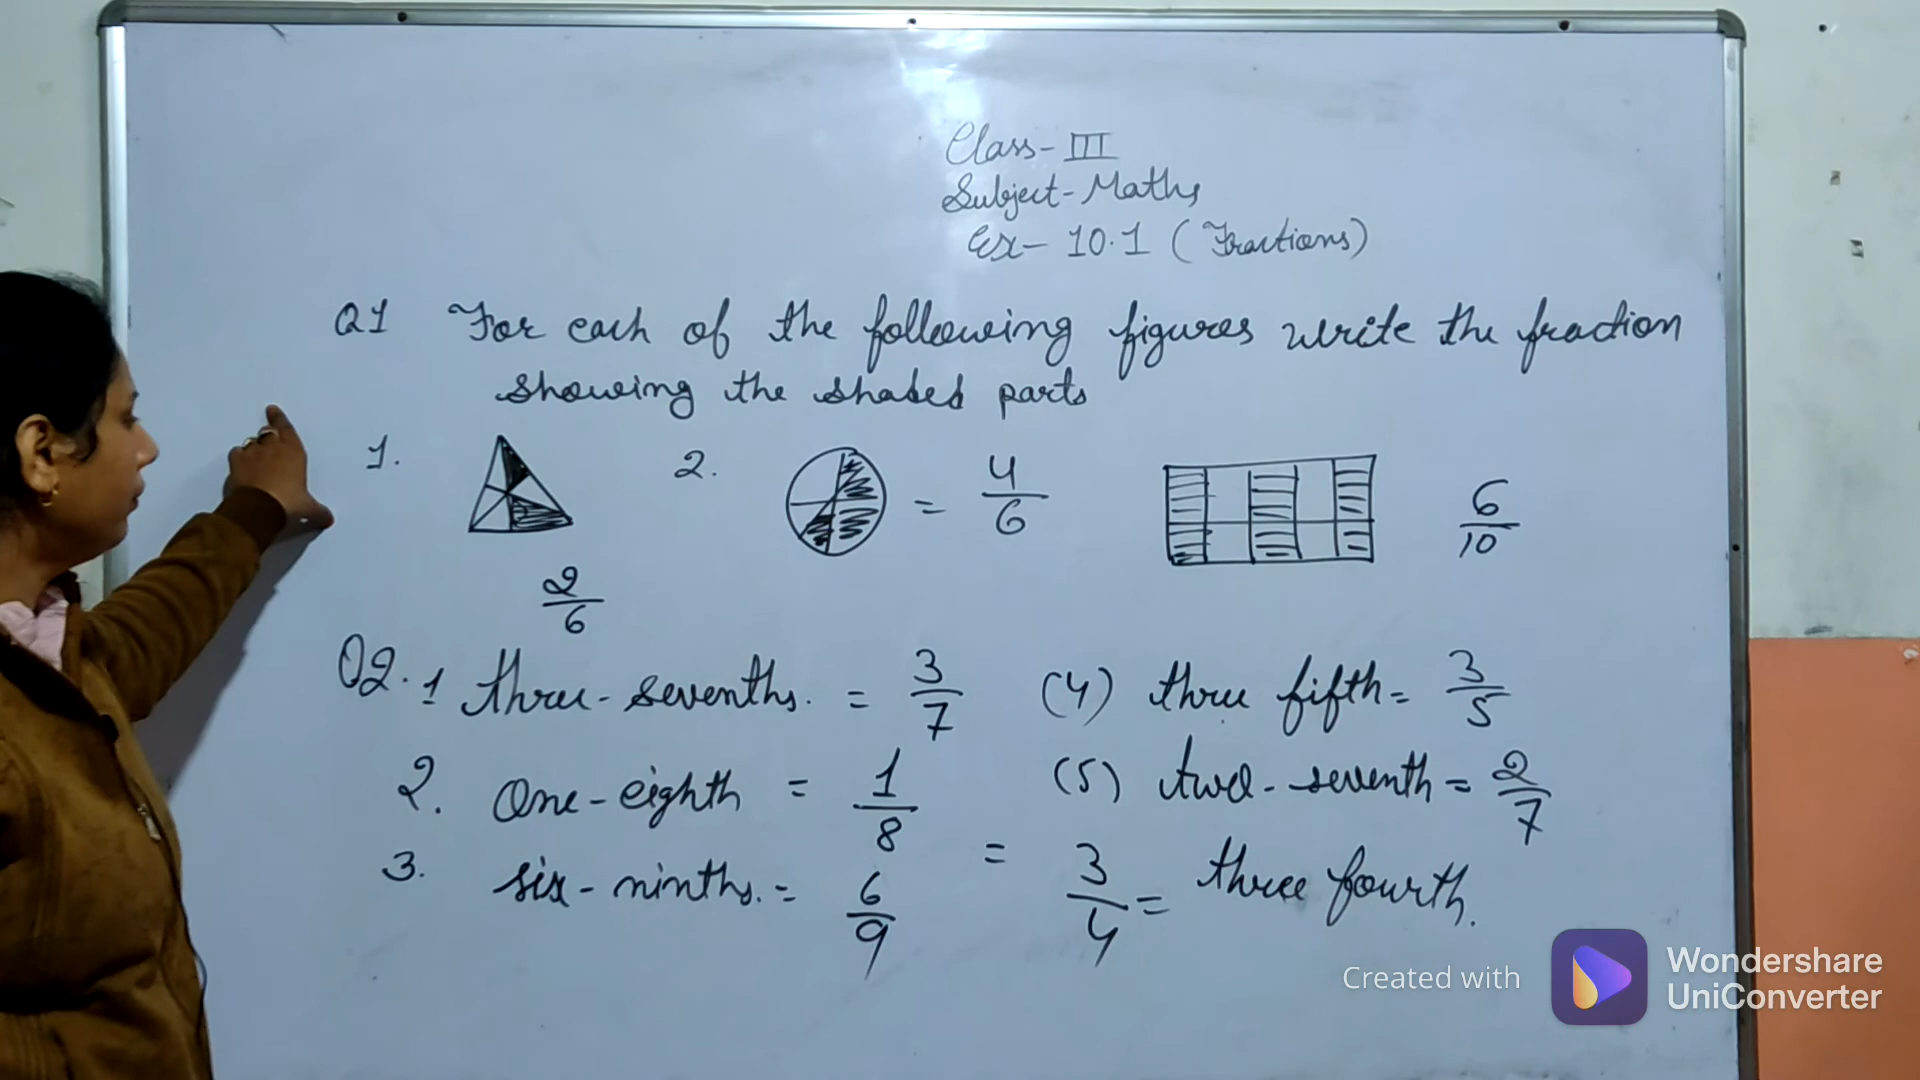 Class-III
Subject-Maths
Ex- 10.1 (Fractions)
Q1 For each of the following figures write the fraction
showing the shaded parts
1.
2. = 4/6
6/10
2/6
Q2. 1 three-sevenths. = 3/7
(4) three fifth = 3/5
2. One-eighth = 1/8
(5) two-seventh = 2/7
3. six-ninths. = 6/9
= 3/4 = three fourth.
Created with Wondershare
UniConverter